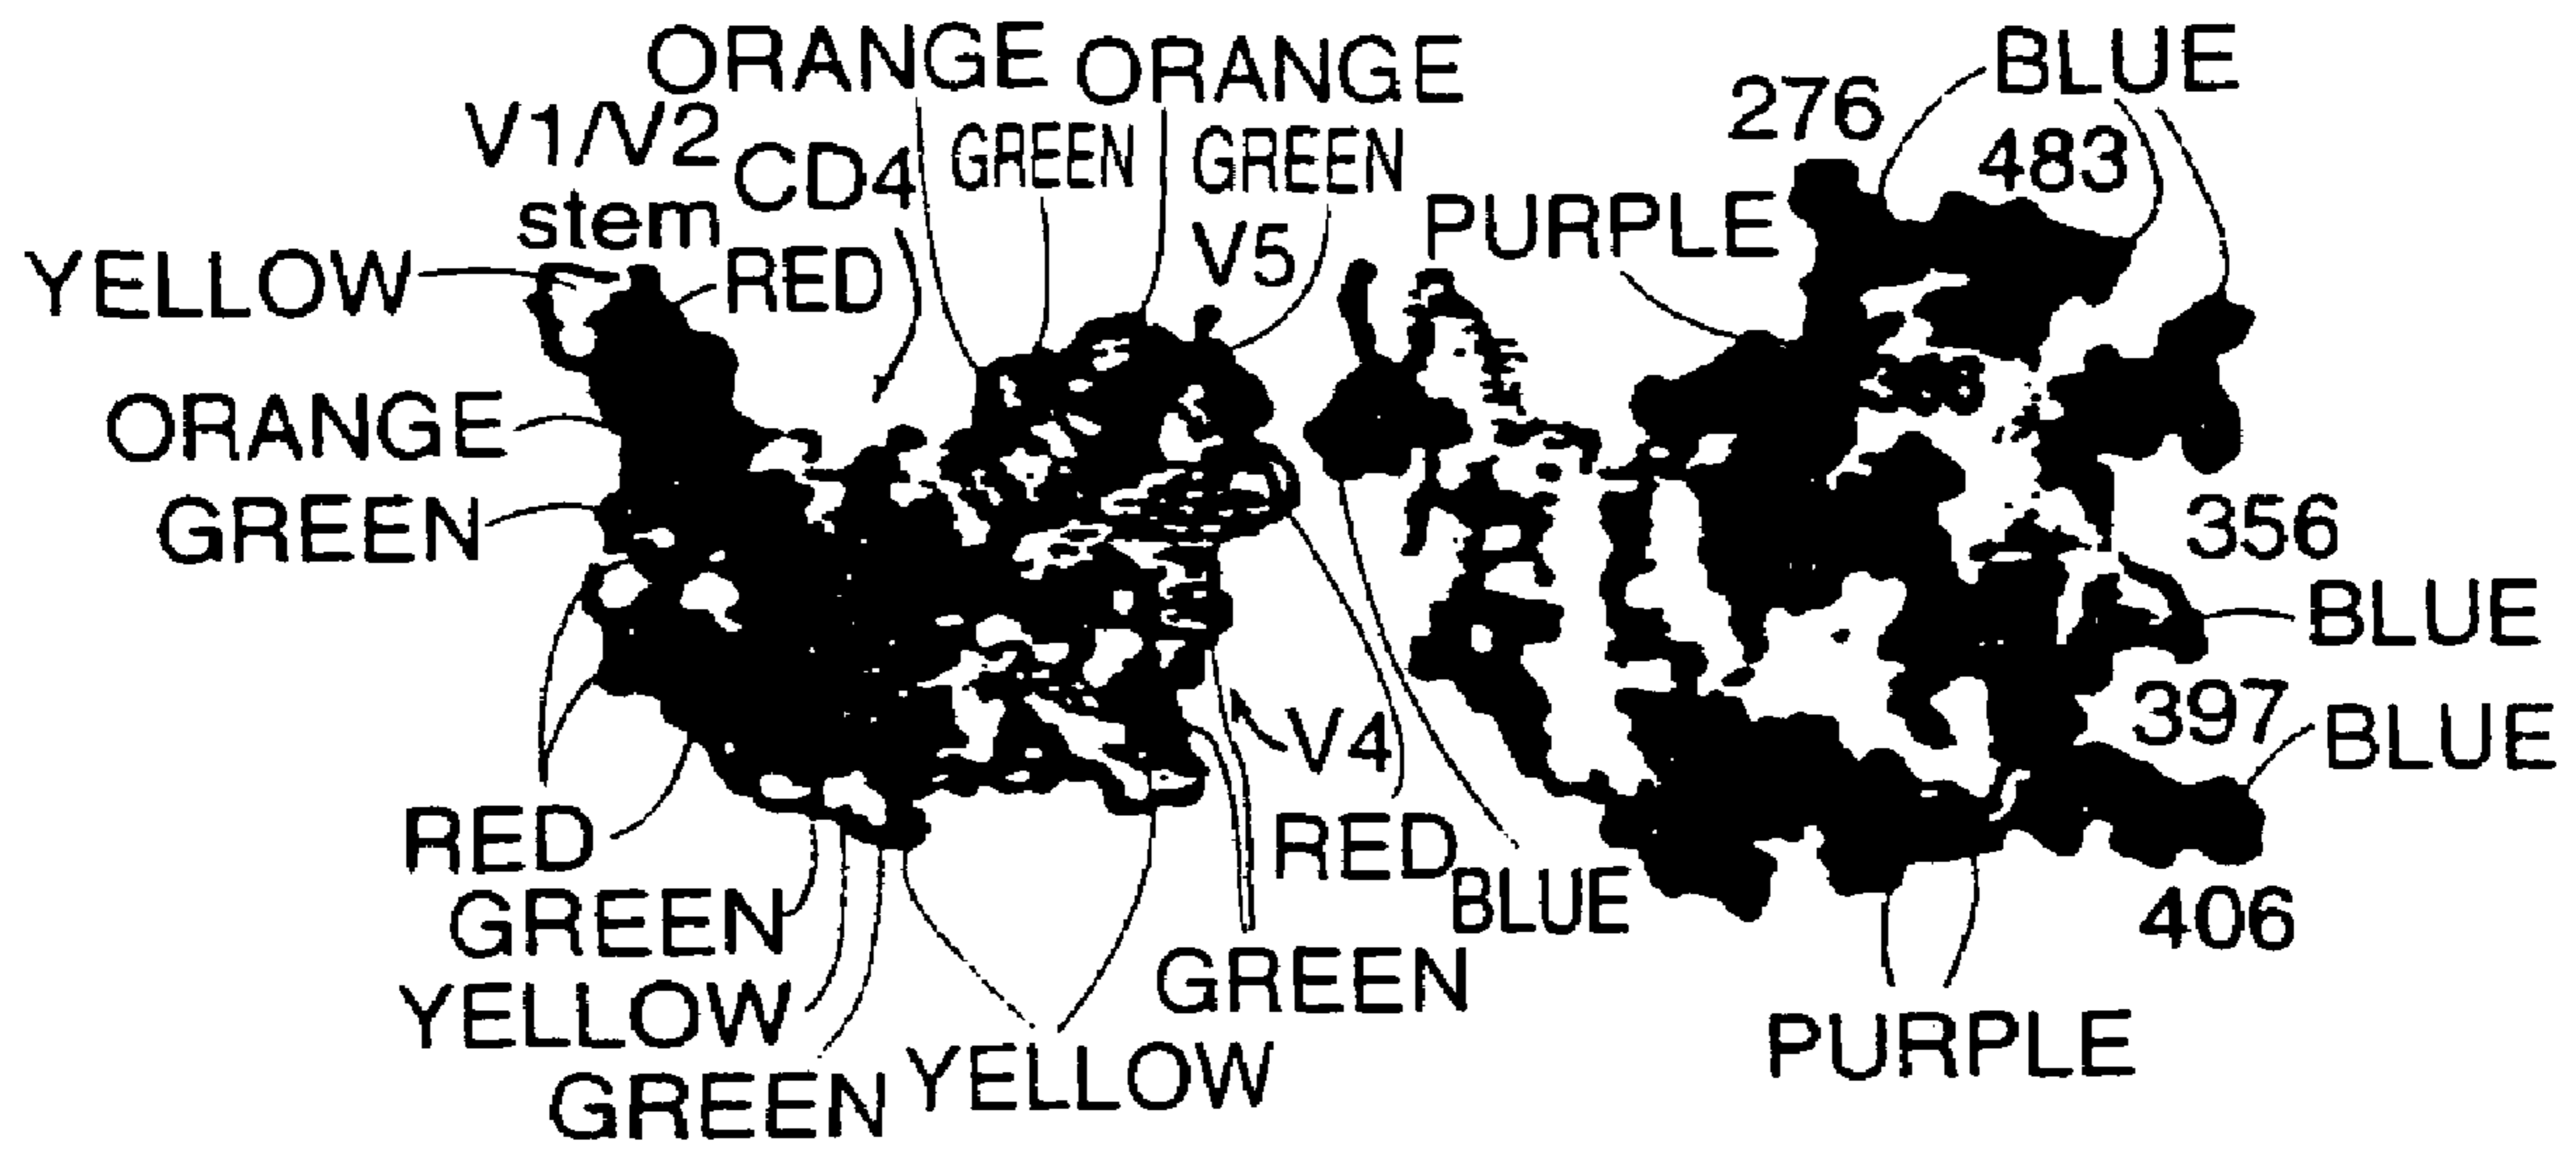 ORANGE
ORANGE
BLUE
276
V1/V2
stem
CD4
GREEN
GREEN
483
PURPLE
V5
YELLOW
RED
ORANGE
GREEN
356
BLUE
397
BLUE
V4
RED
RED
BLUE
GREEN
406
GREEN
YELLOW
PURPLE
GREEN
YELLOW